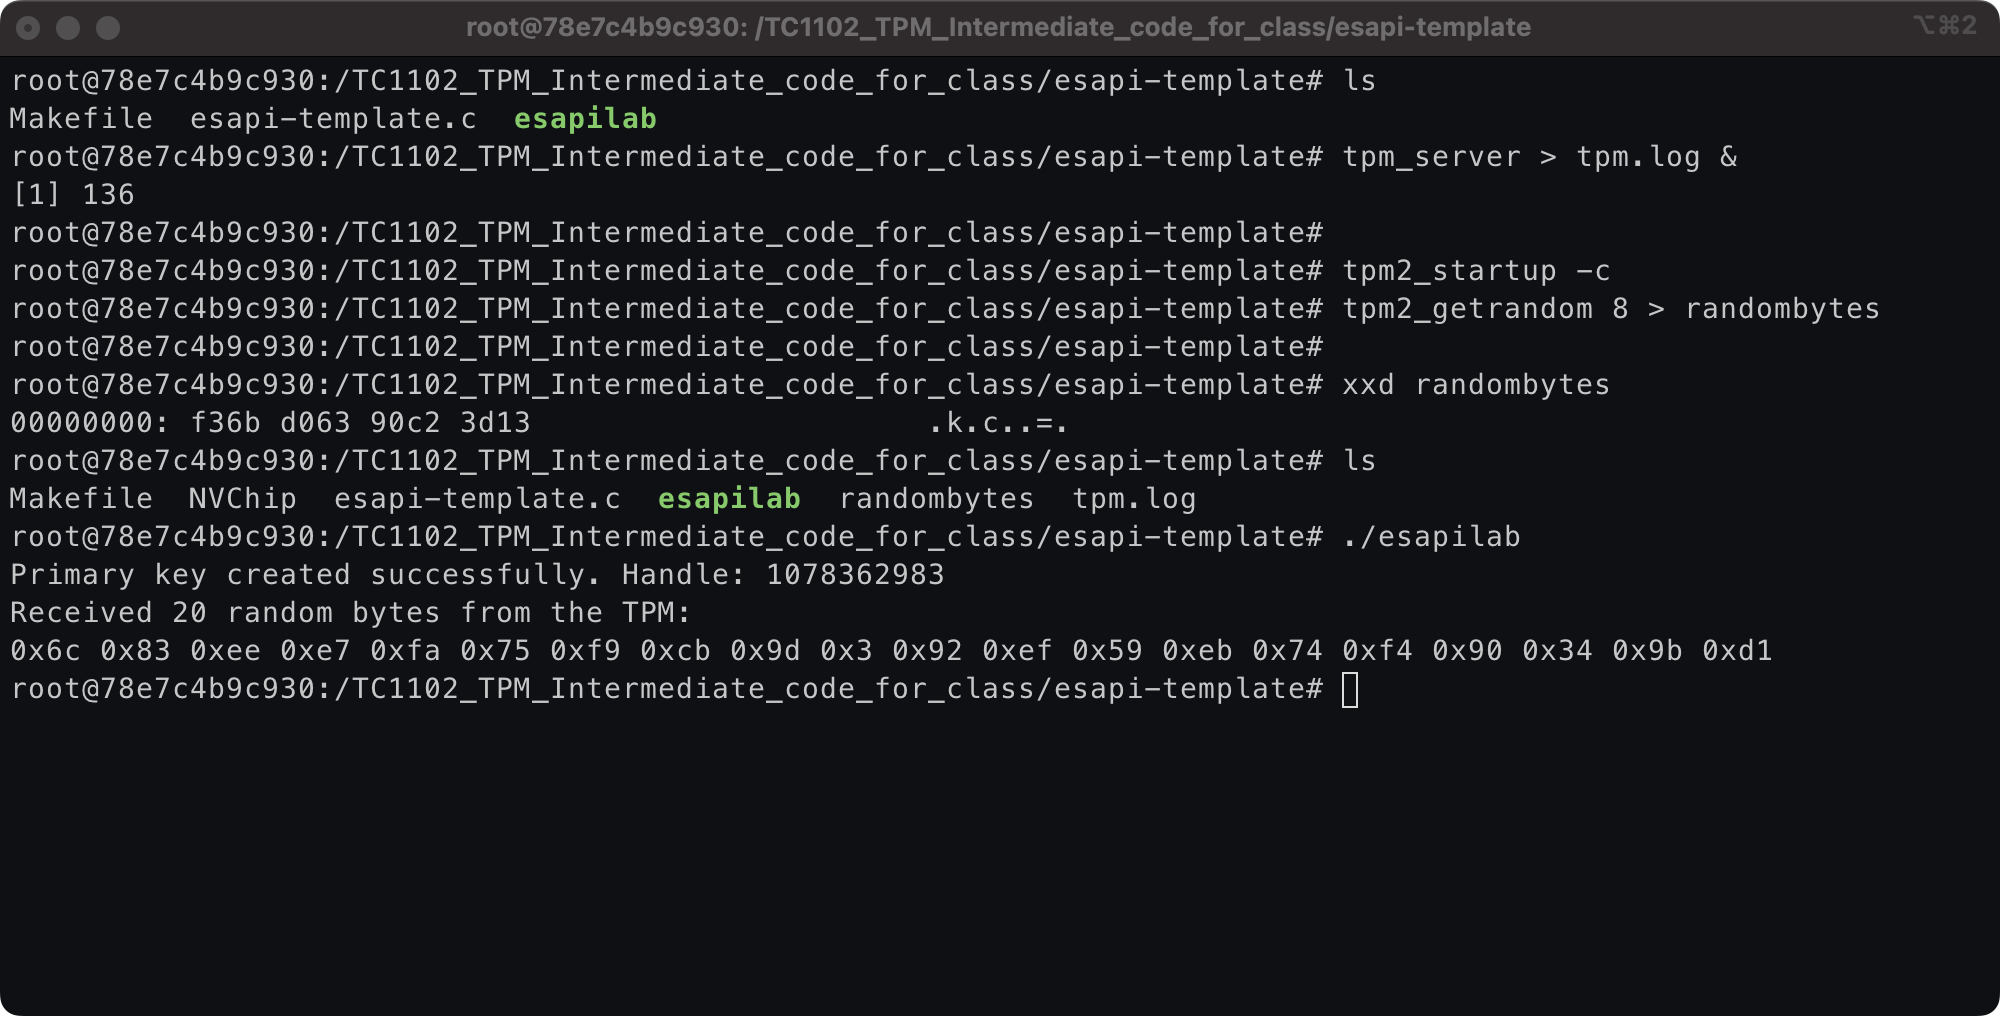 root@78e7c4b9c930: /TC1102_TPM_Intermediate_code_for_class/esapi-template
⌥⌘2
root@78e7c4b9c930:/TC1102_TPM_Intermediate_code_for_class/esapi-template# ls
Makefile  esapi-template.c  esapilab
root@78e7c4b9c930:/TC1102_TPM_Intermediate_code_for_class/esapi-template# tpm_server > tpm.log &
[1] 136
root@78e7c4b9c930:/TC1102_TPM_Intermediate_code_for_class/esapi-template#
root@78e7c4b9c930:/TC1102_TPM_Intermediate_code_for_class/esapi-template# tpm2_startup -c
root@78e7c4b9c930:/TC1102_TPM_Intermediate_code_for_class/esapi-template# tpm2_getrandom 8 > randombytes
root@78e7c4b9c930:/TC1102_TPM_Intermediate_code_for_class/esapi-template#
root@78e7c4b9c930:/TC1102_TPM_Intermediate_code_for_class/esapi-template# xxd randombytes
00000000: f36b d063 90c2 3d13                      .k.c..=.
root@78e7c4b9c930:/TC1102_TPM_Intermediate_code_for_class/esapi-template# ls
Makefile  NVChip  esapi-template.c  esapilab  randombytes  tpm.log
root@78e7c4b9c930:/TC1102_TPM_Intermediate_code_for_class/esapi-template# ./esapilab
Primary key created successfully. Handle: 1078362983
Received 20 random bytes from the TPM:
0x6c 0x83 0xee 0xe7 0xfa 0x75 0xf9 0xcb 0x9d 0x3 0x92 0xef 0x59 0xeb 0x74 0xf4 0x90 0x34 0x9b 0xd1
root@78e7c4b9c930:/TC1102_TPM_Intermediate_code_for_class/esapi-template#